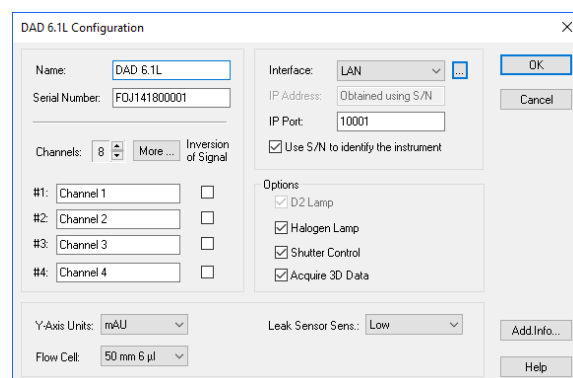 DAD 6.1L Configuration
Name: DAD 6.1L
Serial Number: FOJ141800001
Channels: 8 More ... Inversion of Signal
#1: Channel 1
#2: Channel 2
#3: Channel 3
#4: Channel 4
Interface: LAN ...
IP Address: Obtained using S/N
IP Port: 10001
Use S/N to identify the instrument
Options
D2 Lamp
Halogen Lamp
Shutter Control
Acquire 3D Data
OK
Cancel
Y-Axis Units: mAU
Flow Cell: 50 mm 6 µl
Leak Sensor Sens.: Low
Add.Info...
Help